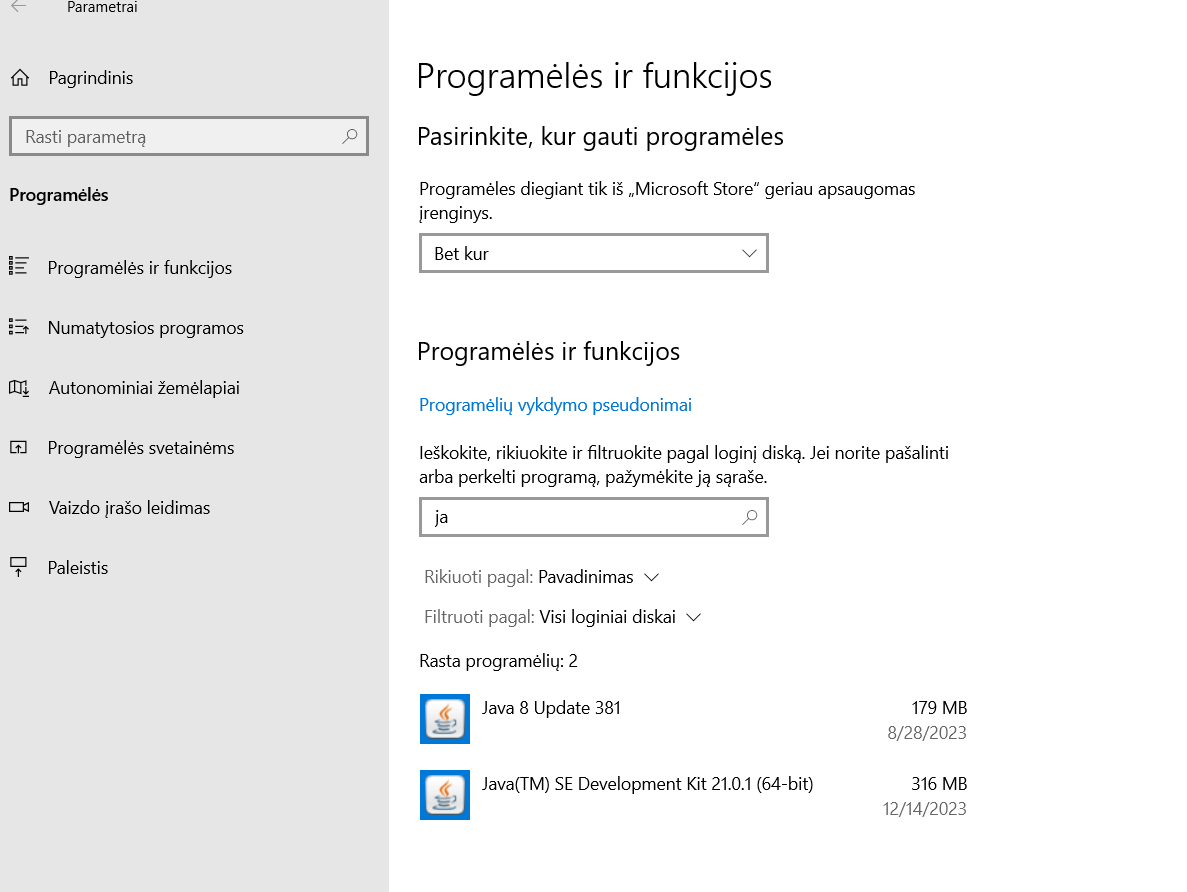 Parametrai
Pagrindinis
Rasti parametrą
Programėlės
Programėlės ir funkcijos
Numatytosios programos
Autonominiai žemėlapiai
Programėlės svetainėms
Vaizdo įrašo leidimas
Paleistis
Programėlės ir funkcijos
Pasirinkite, kur gauti programėles
Programėles diegiant tik iš „Microsoft Store“ geriau apsaugomas
įrenginys.
Bet kur
Programėlės ir funkcijos
Programėlių vykdymo pseudonimai
Ieškokite, rikiuokite ir filtruokite pagal loginį diską. Jei norite pašalinti
arba perkelti programą, pažymėkite ją sąraše.
ja
Rikiuoti pagal: Pavadinimas
Filtruoti pagal: Visi loginiai diskai
Rasta programėlių: 2
Java 8 Update 381 179 MB
8/28/2023
Java(TM) SE Development Kit 21.0.1 (64-bit) 316 MB
12/14/2023